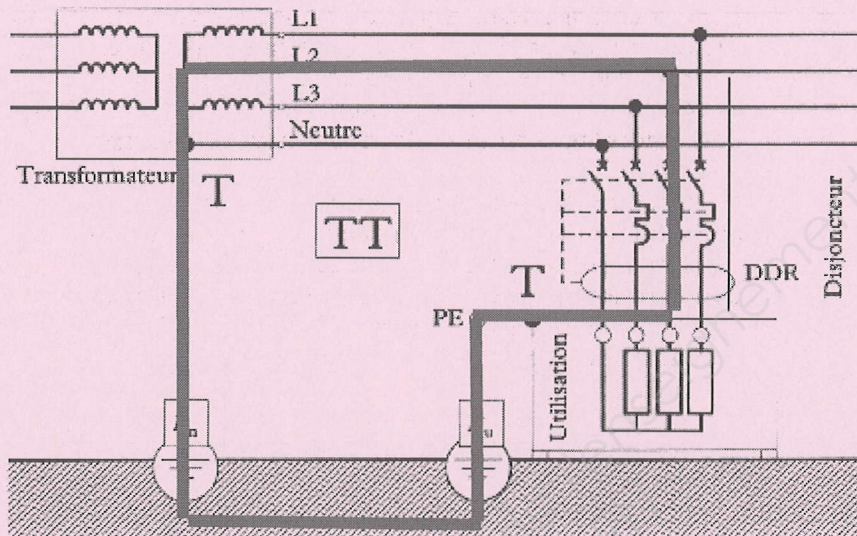 L1
L2
L3
Neutre
Transformateur
T
TT
T
DDR
Disjoncteur
PE
Utilisation